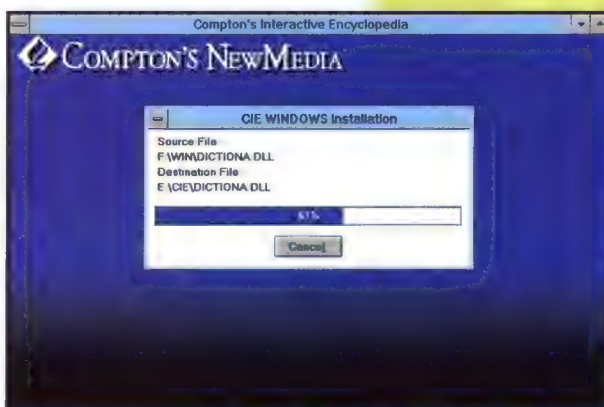 Compton's Interactive Encyclopedia
COMPTON'S NEWMEDIA
CIE WINDOWS Installation
Source File
F:\WIN\DICTIONA.DLL
Destination File
E:\CIE\DICTIONA.DLL
61%
Cancel